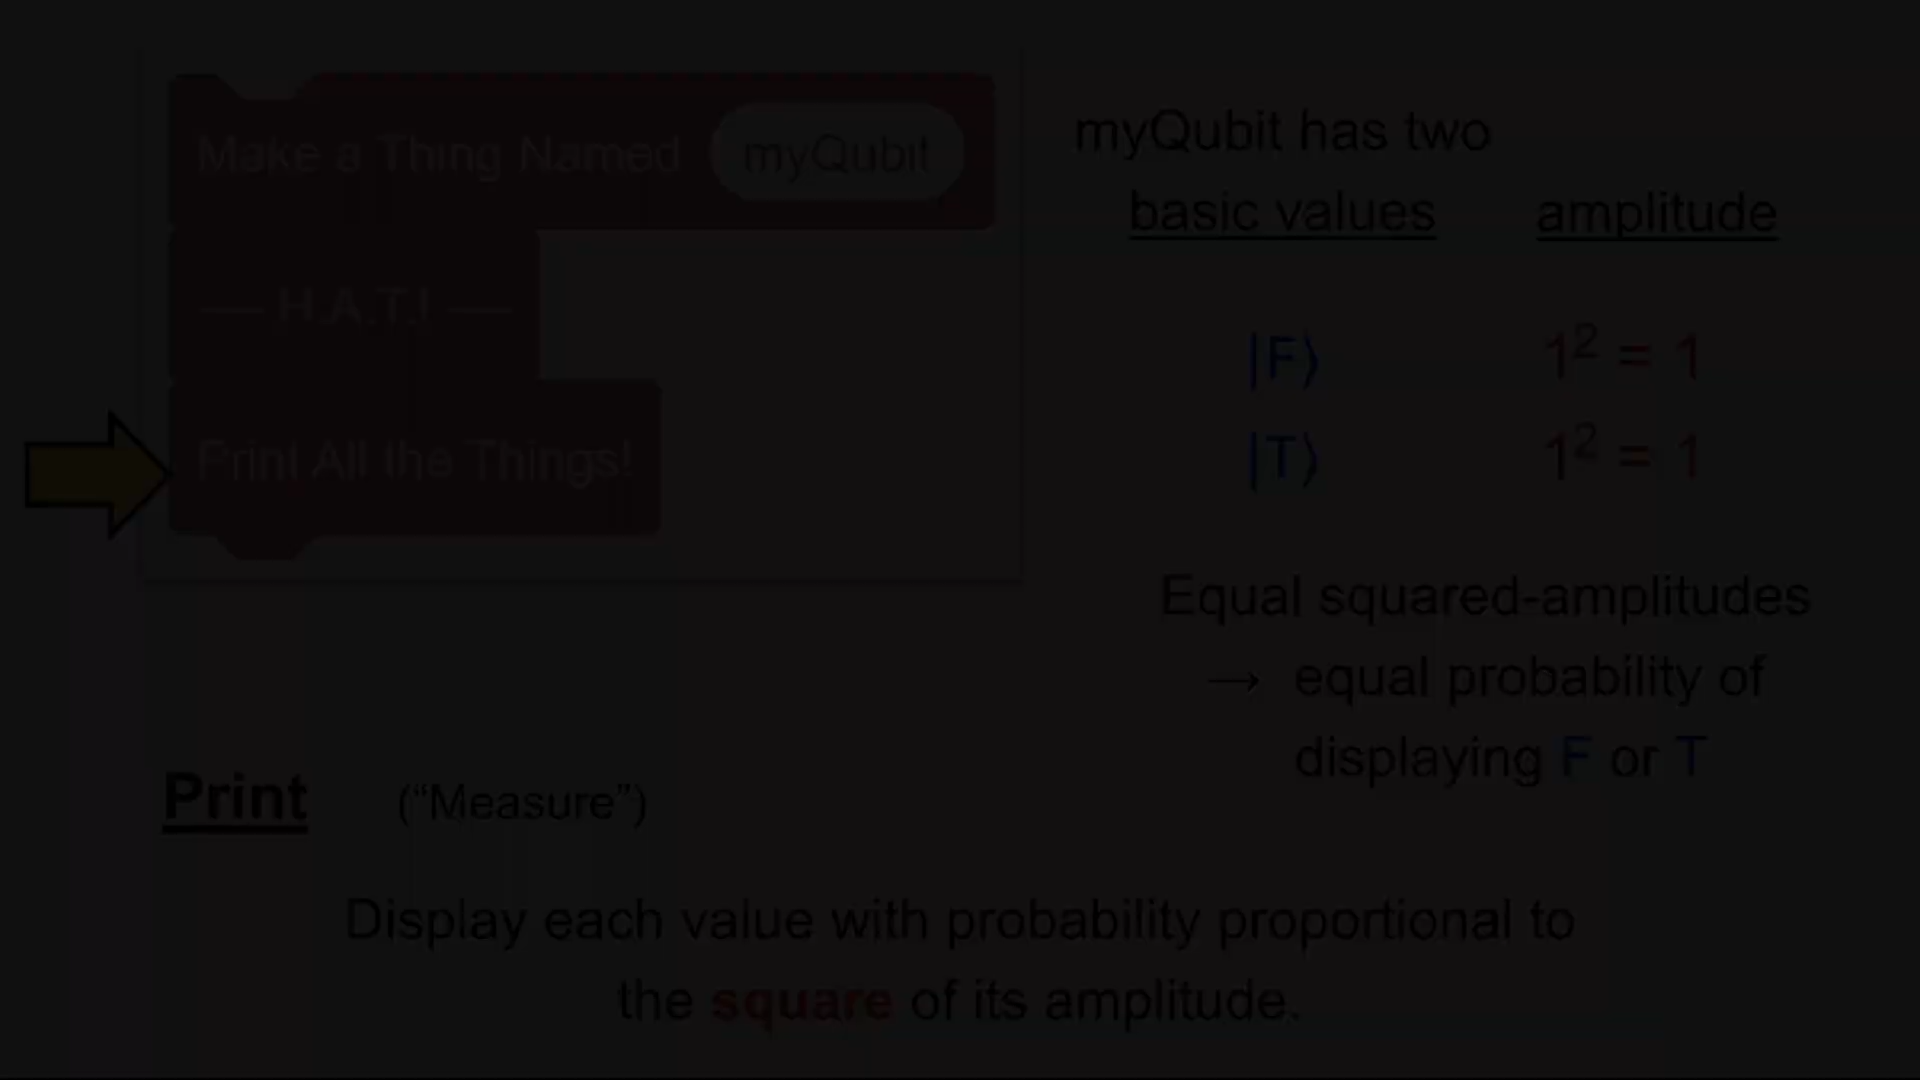 Make a Thing Named myQubit
— H.A.T.! —
Print All the Things!
myQubit has two
basic values amplitude
|F⟩ 1² = 1
|T⟩ 1² = 1
Equal squared-amplitudes
→ equal probability of
displaying F or T
Print (“Measure”)
Display each value with probability proportional to
the square of its amplitude.